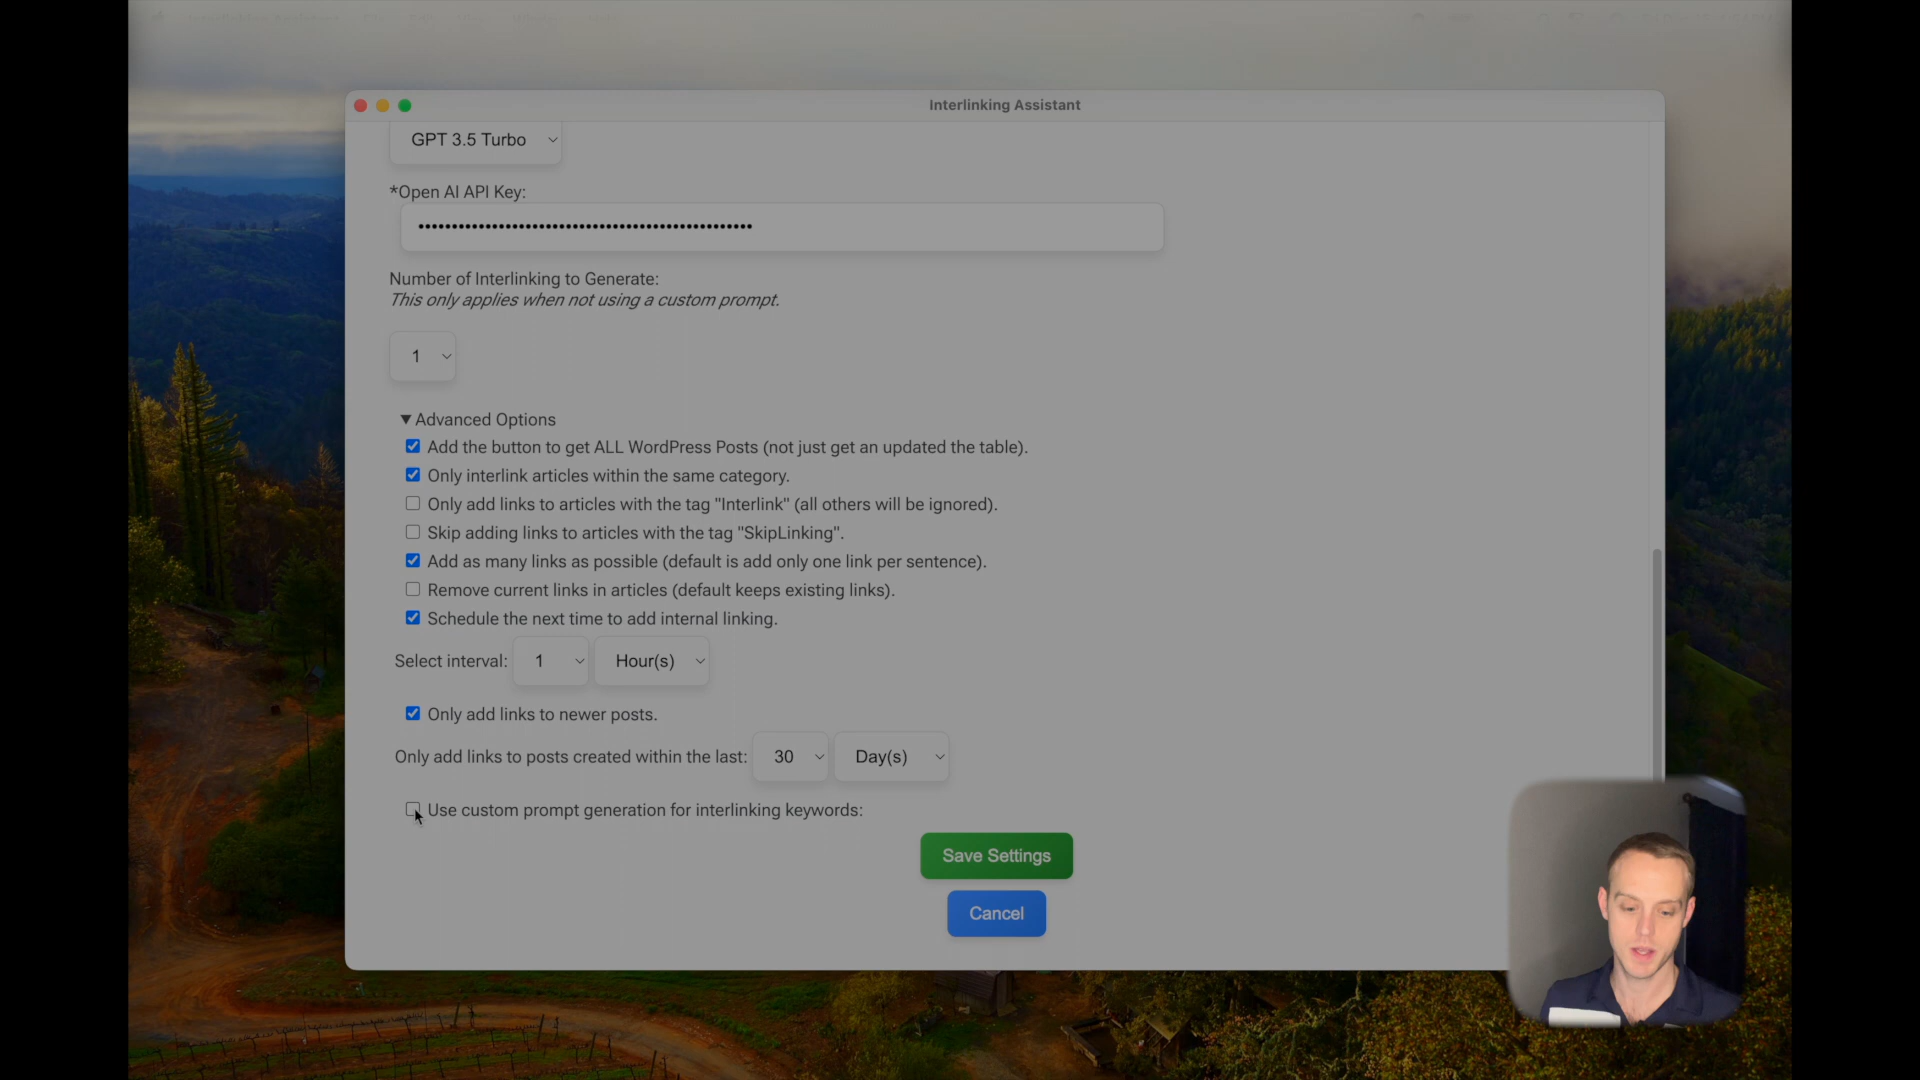 Interlinking Assistant
GPT 3.5 Turbo
*Open AI API Key:
••••••••••••••••••••••••••••••••••••••••••••••••••••
Number of Interlinking to Generate:
This only applies when not using a custom prompt.
1
▼Advanced Options
Add the button to get ALL WordPress Posts (not just get an updated the table).
Only interlink articles within the same category.
Only add links to articles with the tag "Interlink" (all others will be ignored).
Skip adding links to articles with the tag "SkipLinking".
Add as many links as possible (default is add only one link per sentence).
Remove current links in articles (default keeps existing links).
Schedule the next time to add internal linking.
Select interval: 1 Hour(s)
Only add links to newer posts.
Only add links to posts created within the last: 30 Day(s)
Use custom prompt generation for interlinking keywords:
Save Settings
Cancel